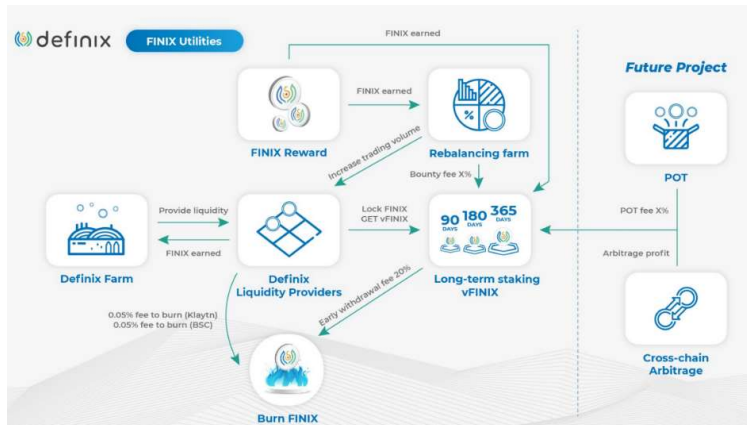 definix
FINIX Utilities
FINIX earned
Future Project
FINIX earned
FINIX Reward
Rebalancing farm
%
POT
Increase trading volume
Bounty fee X%
POT fee X%
Provide liquidity
FINIX earned
Lock FINIX
GET vFINIX
90 DAYS
180 DAYS
365 DAYS
Arbitrage profit
Definix Farm
Definix
Liquidity Providers
Long-term staking
vFINIX
Early withdrawal fee 20%
0.05% fee to burn (Klaytn)
0.05% fee to burn (BSC)
Cross-chain
Arbitrage
Burn FINIX